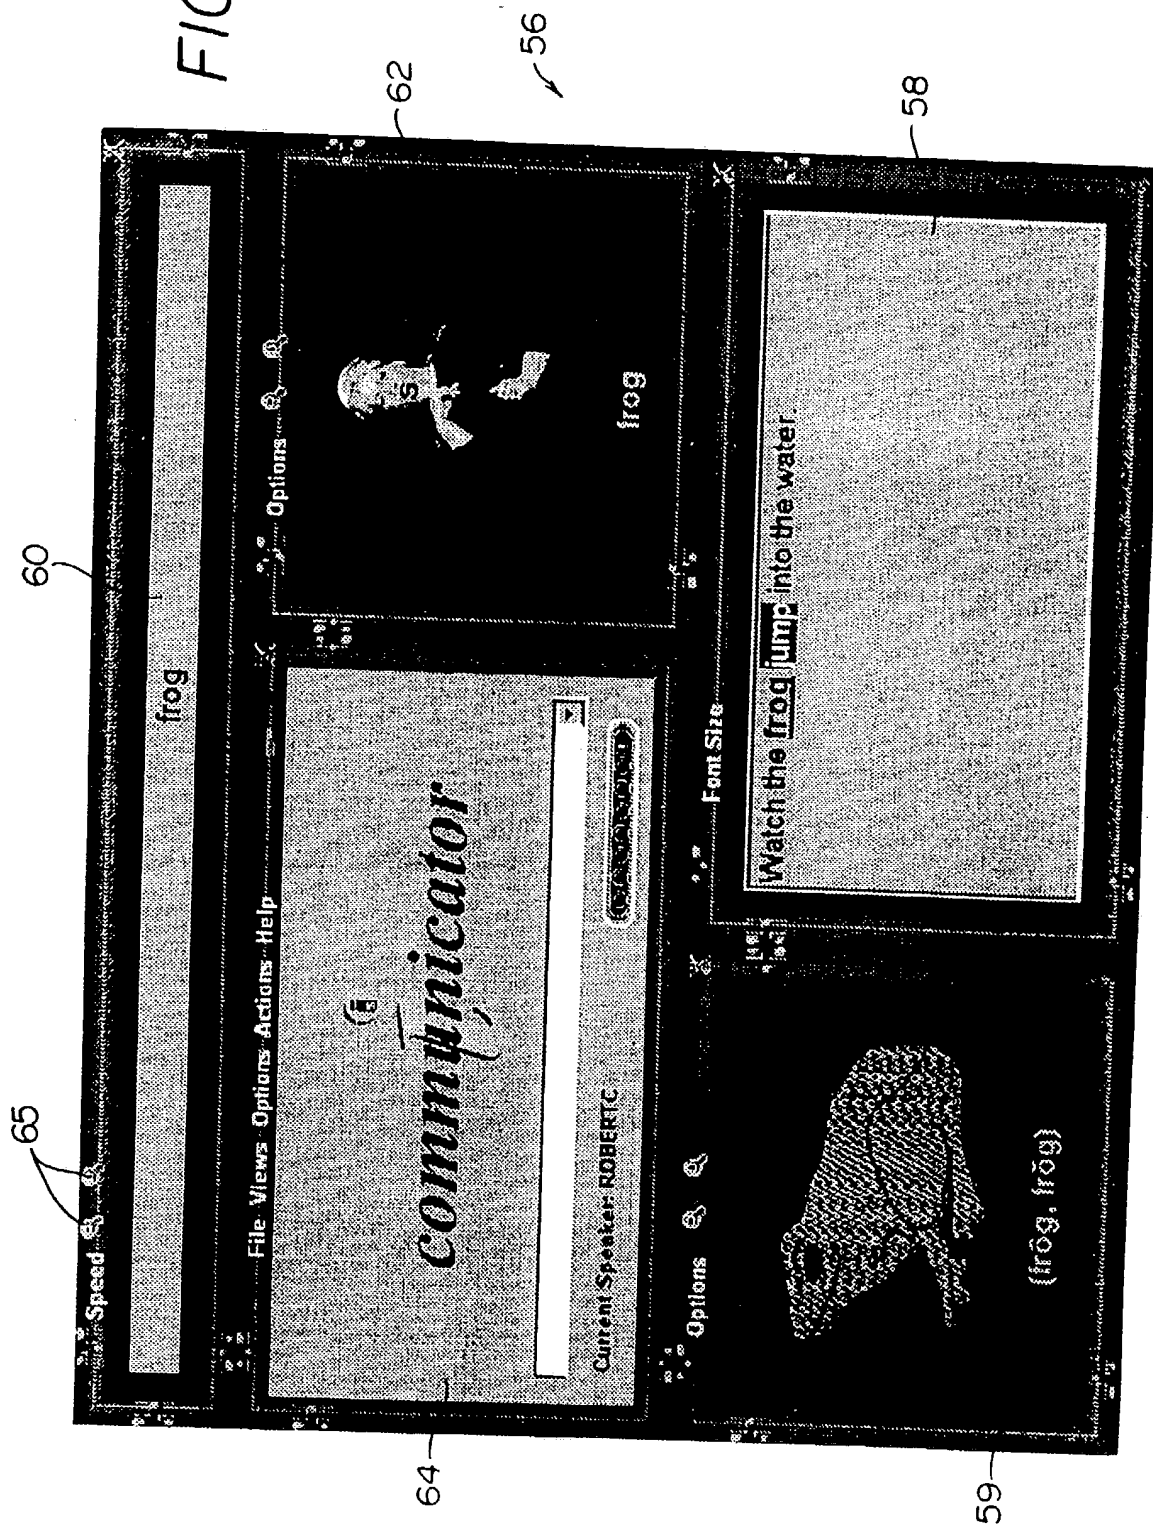 FIG
60
65
Speed
frog
File Views Options Actions Help
communicator
Current Speaker: ROBERTC
64
Options
frog
62
56
Options
(frôg, frŏg)
59
Font Size
Watch the frog jump into the water.
58